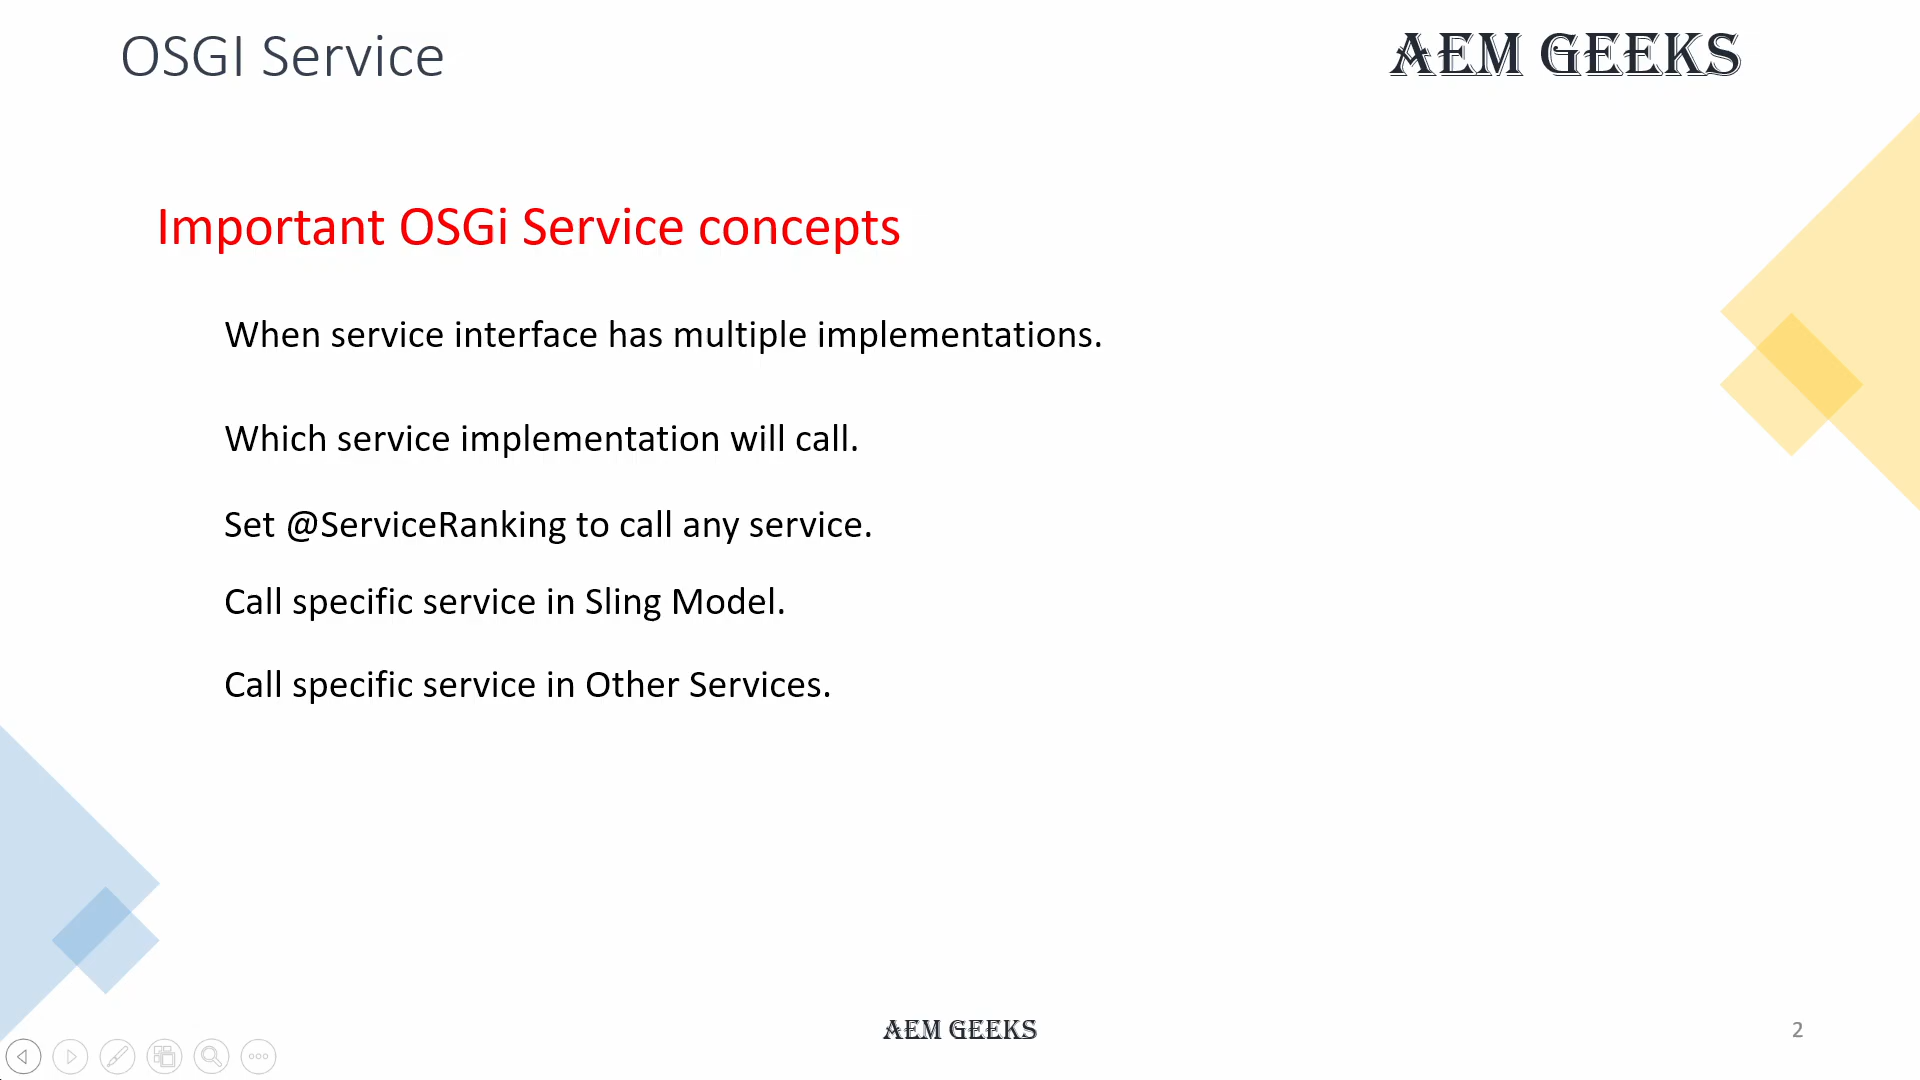 OSGI Service
AEM GEEKS
Important OSGi Service concepts
When service interface has multiple implementations.
Which service implementation will call.
Set @ServiceRanking to call any service.
Call specific service in Sling Model.
Call specific service in Other Services.
AEM GEEKS
2